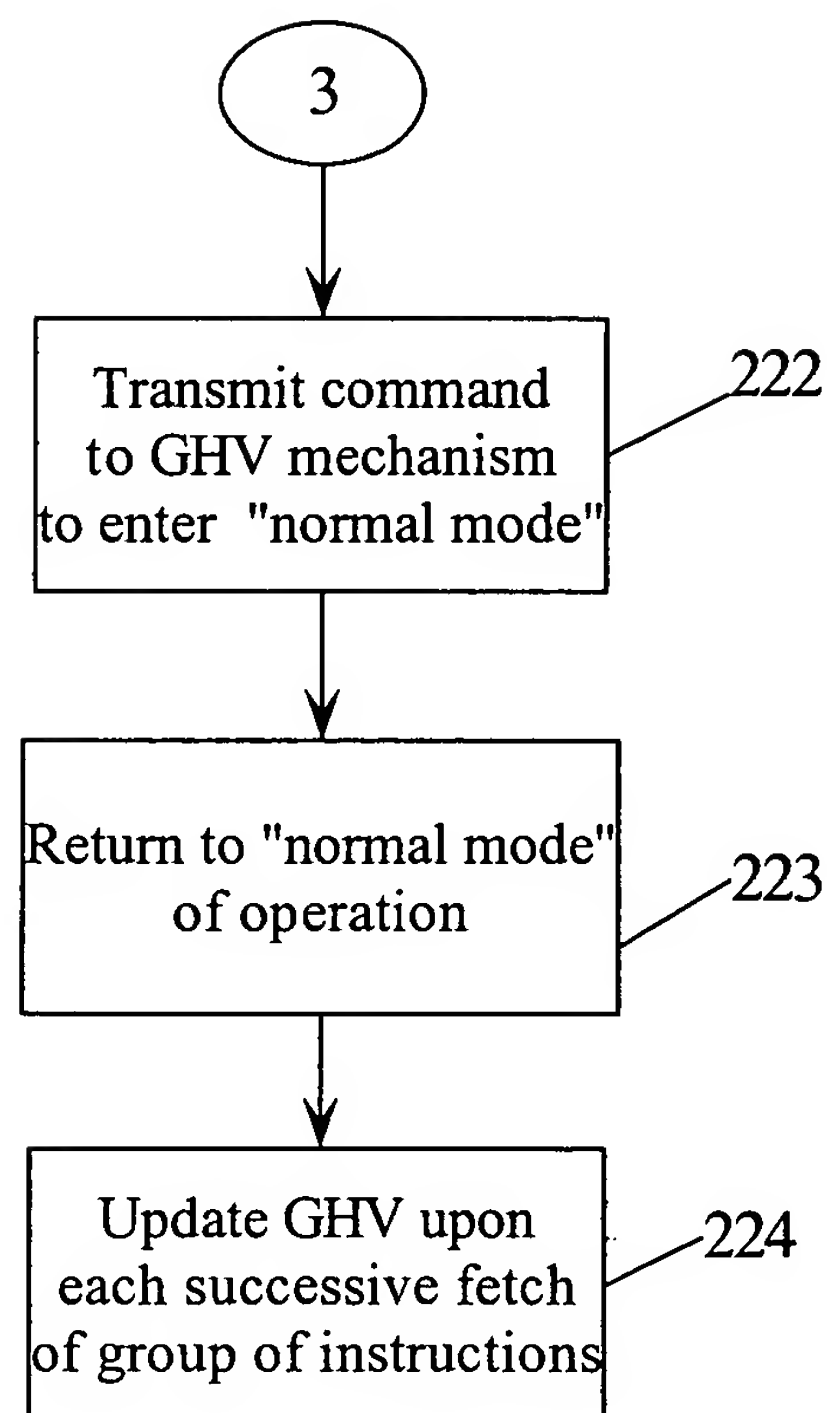 3
Transmit command
to GHV mechanism
to enter "normal mode"
222
Return to "normal mode"
of operation
223
Update GHV upon
each successive fetch
of group of instructions
224